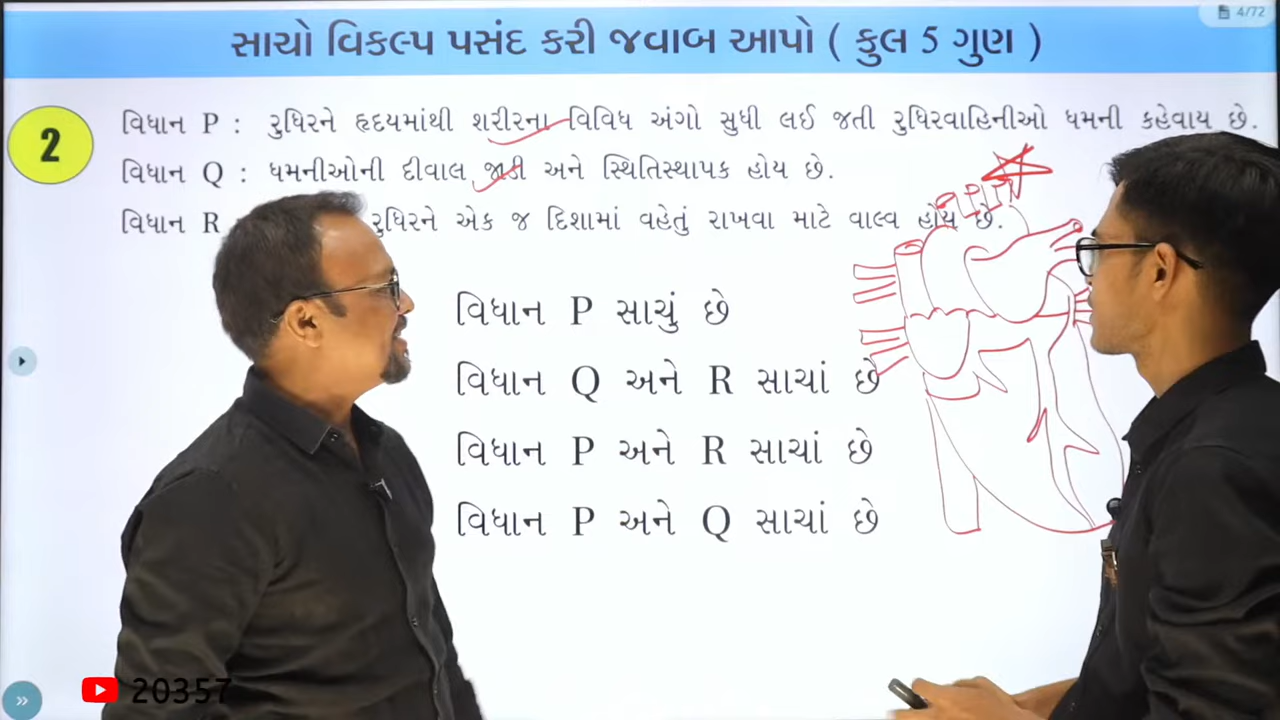 4/72
સાચો વિકલ્પ પસંદ કરી જવાબ આપો ( કુલ 5 ગુણ )
2
વિધાન P : રુધિરને હૃદયમાંથી શરીરના વિવિધ અંગો સુધી લઈ જતી રુધિરવાહિનીઓ ધમની કહેવાય છે.
વિધાન Q : ધમનીઓની દીવાલ જાડી અને સ્થિતિસ્થાપક હોય છે.
વિધાન R રુધિરને એક જ દિશામાં વહેતું રાખવા માટે વાલ્વ હોય છે.
વિધાન P સાચું છે
વિધાન Q અને R સાચાં છે
વિધાન P અને R સાચાં છે
વિધાન P અને Q સાચાં છે
20357